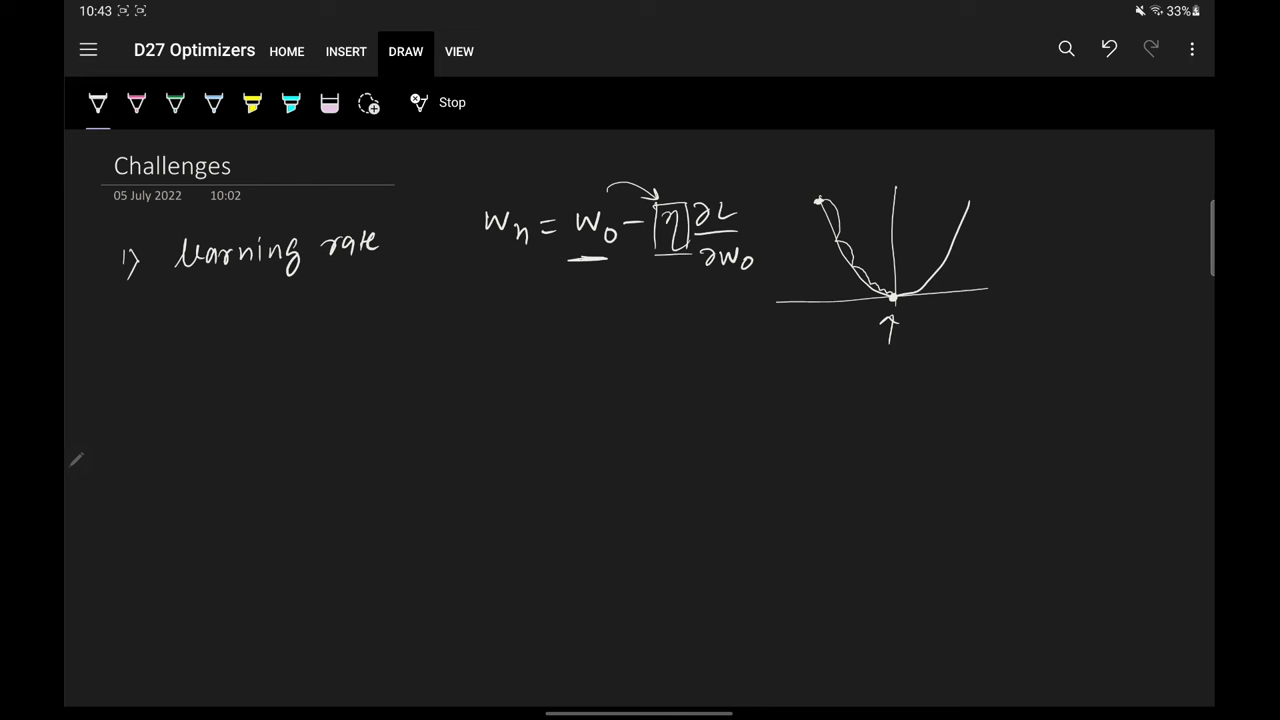 10:43 33%
D27 Optimizers HOME INSERT DRAW VIEW
Stop
Challenges
05 July 2022 10:02
1) learning rate
Wn = W0 - η ∂L/∂W0